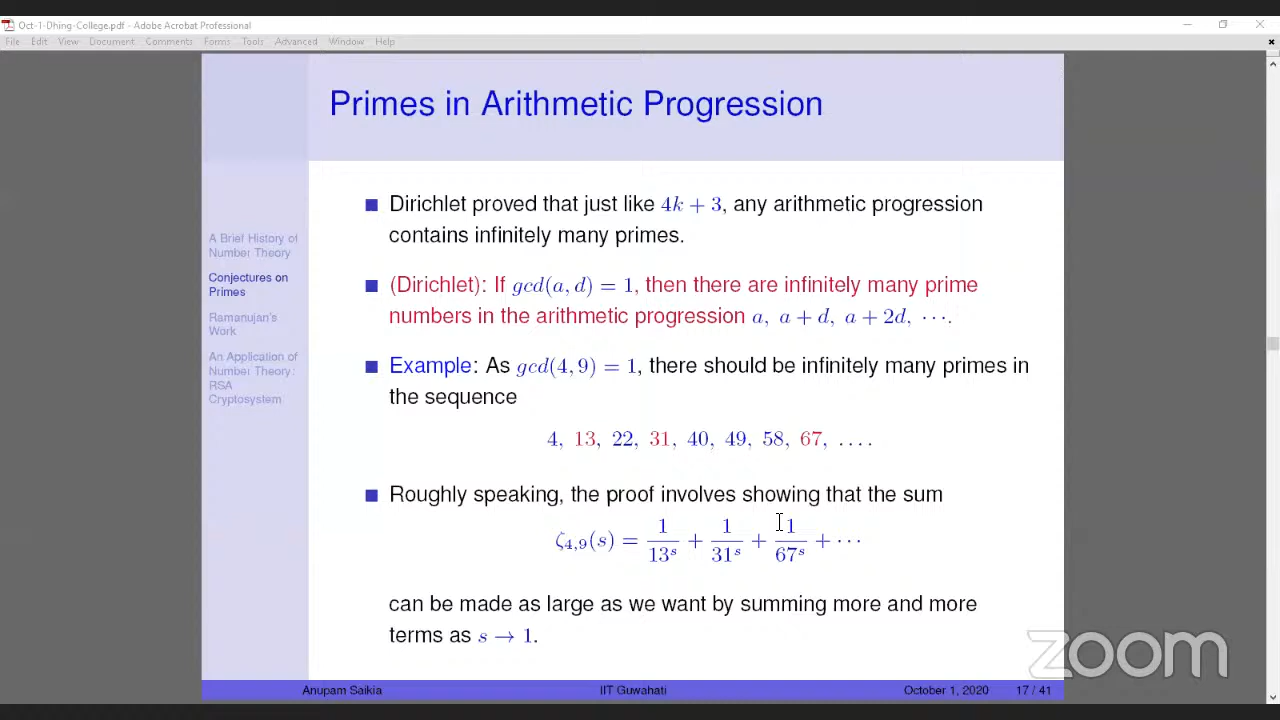 Oct-1-Dhing-College.pdf - Adobe Acrobat Professional
File Edit View Document Comments Forms Tools Advanced Window Help
Primes in Arithmetic Progression
A Brief History of
Number Theory
Conjectures on
Primes
Ramanujan's
Work
An Application of
Number Theory:
RSA
Cryptosystem
Dirichlet proved that just like 4k + 3, any arithmetic progression
contains infinitely many primes.
(Dirichlet): If gcd(a, d) = 1, then there are infinitely many prime
numbers in the arithmetic progression a, a + d, a + 2d, ⋯.
Example: As gcd(4, 9) = 1, there should be infinitely many primes in
the sequence
4, 13, 22, 31, 40, 49, 58, 67, ....
Roughly speaking, the proof involves showing that the sum
ζ₄,₉(s) = 1/13ˢ + 1/31ˢ + 1/67ˢ + ⋯
can be made as large as we want by summing more and more
terms as s → 1.
zoom
Anupam Saikia IIT Guwahati October 1, 2020 17 / 41